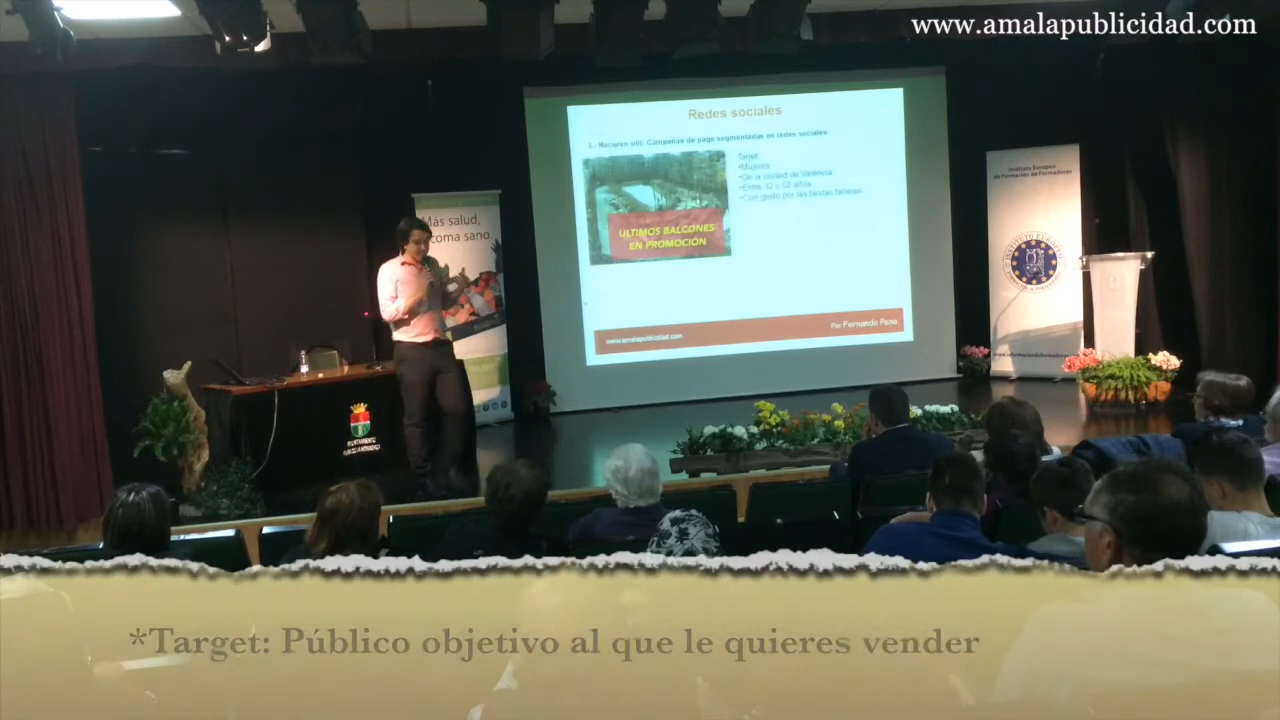 www.amalapublicidad.com
Redes sociales
3.- Recurso útil: Campañas de pago segmentadas en redes sociales
Target:
•Mujeres
•De la ciudad de Valencia.
•Entre 32 y 52 años.
•Con gusto por las fiestas falleras.
ÚLTIMOS BALCONES
EN PROMOCIÓN
www.amalapublicidad.com
Por Fernando Pena
Más salud,
coma sano.
Instituto Europeo
de Formación de Formadores
INSTITUTO EUROPEO
AYUNTAMIENTO
*Target: Público objetivo al que le quieres vender